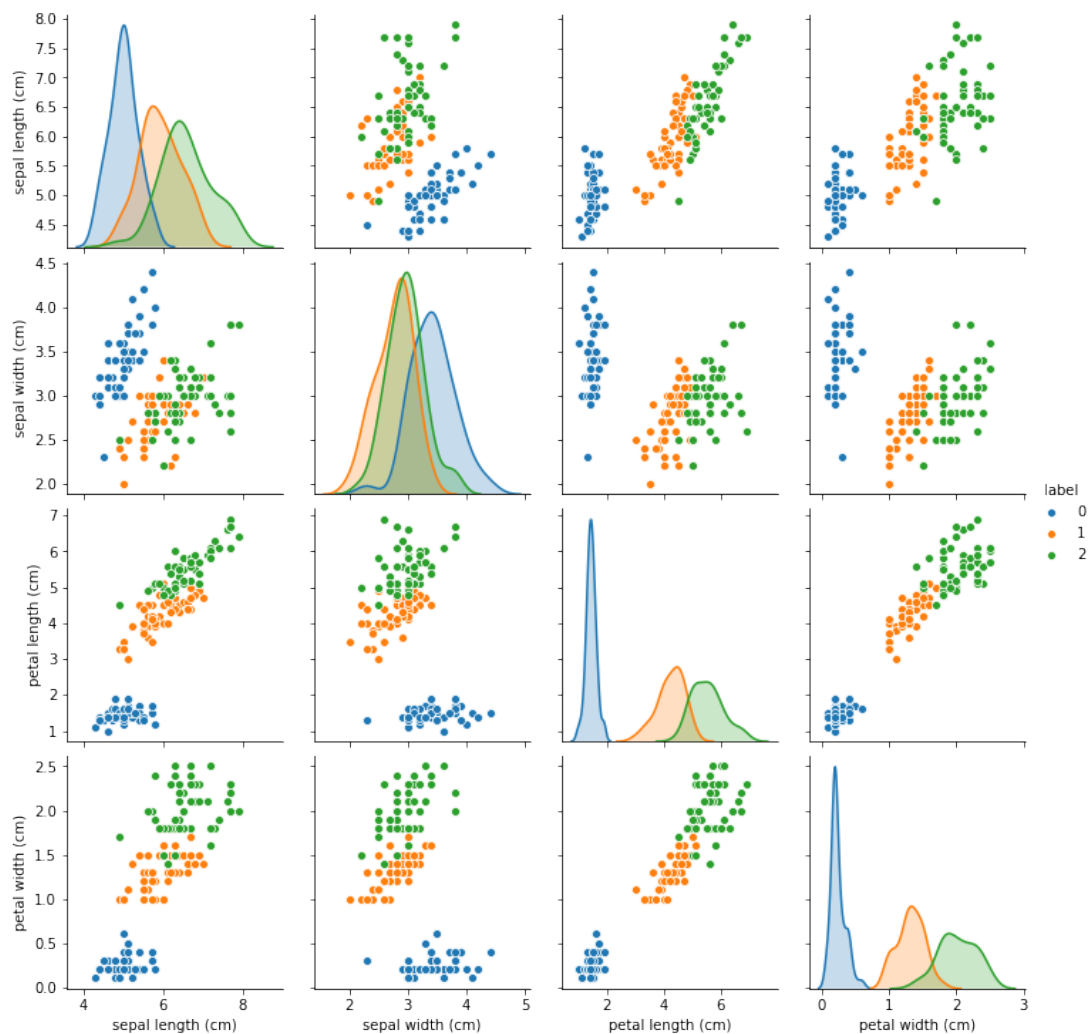 sepal length (cm)
8.0
7.5
7.0
6.5
6.0
5.5
5.0
4.5
sepal width (cm)
4.5
4.0
3.5
3.0
2.5
2.0
petal length (cm)
7
6
5
4
3
2
1
petal width (cm)
2.5
2.0
1.5
1.0
0.5
0.0
4 6 8
sepal length (cm)
2 3 4 5
sepal width (cm)
2 4 6
petal length (cm)
0 1 2 3
petal width (cm)
label
0
1
2